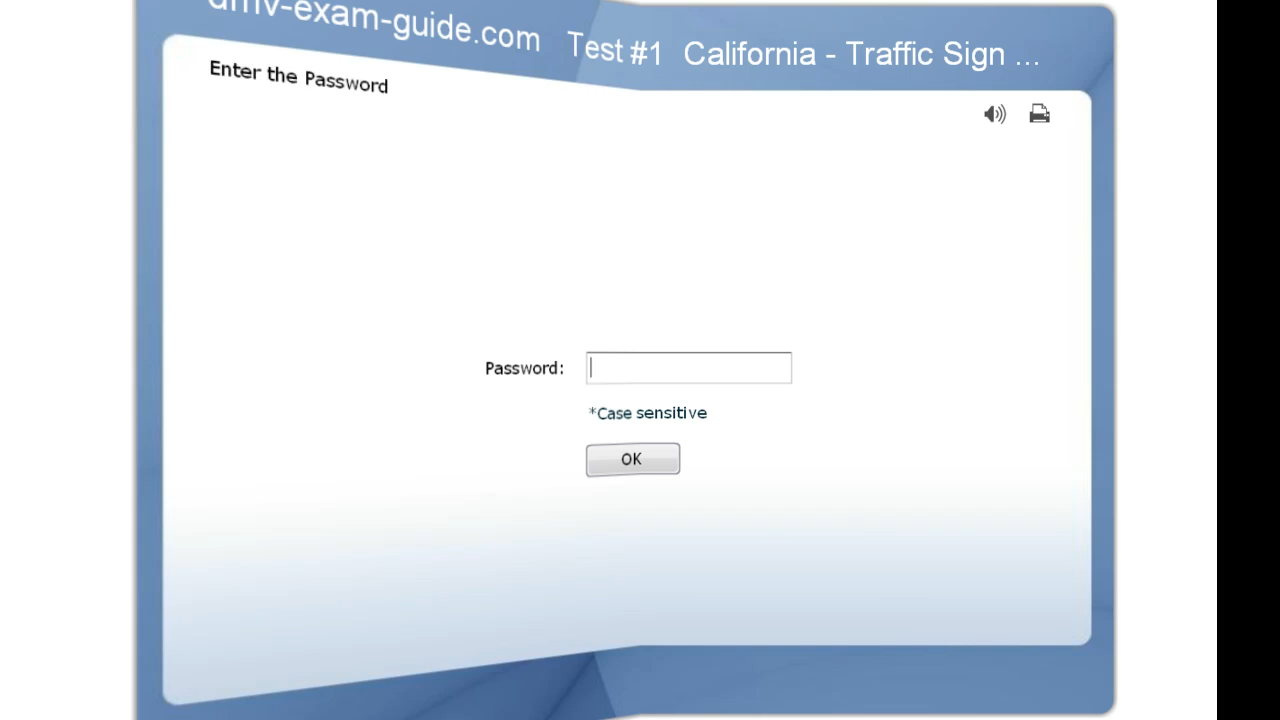 dmv-exam-guide.com Test #1 California - Traffic Sign ...
Enter the Password
Password:
*Case sensitive
OK